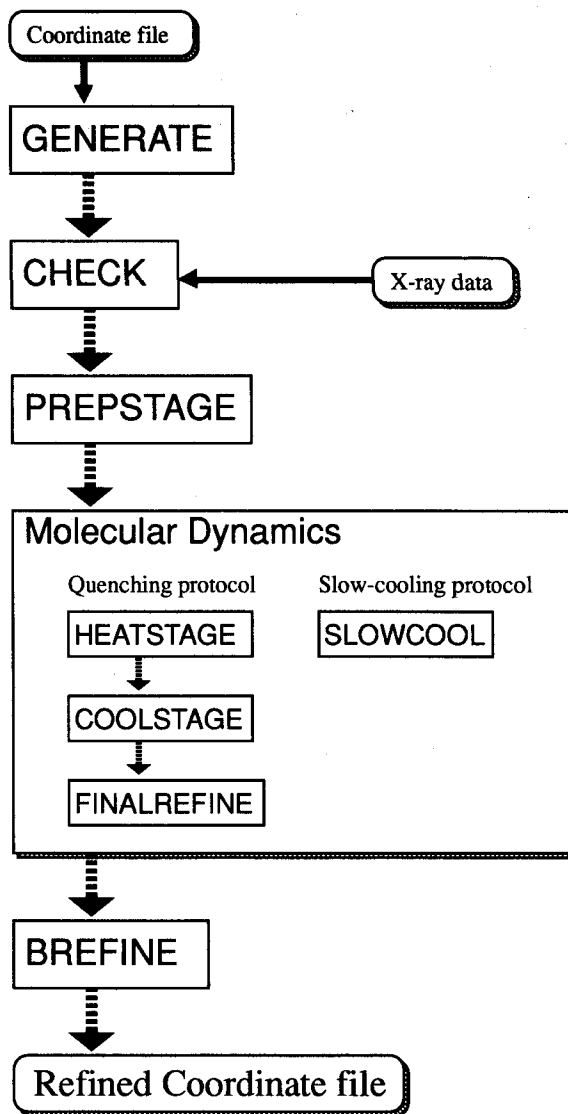 Coordinate file
GENERATE
CHECK
X-ray data
PREPSTAGE
Molecular Dynamics
Quenching protocol
Slow-cooling protocol
HEATSTAGE
SLOWCOOL
COOLSTAGE
FINALREFINE
BREFINE
Refined Coordinate file